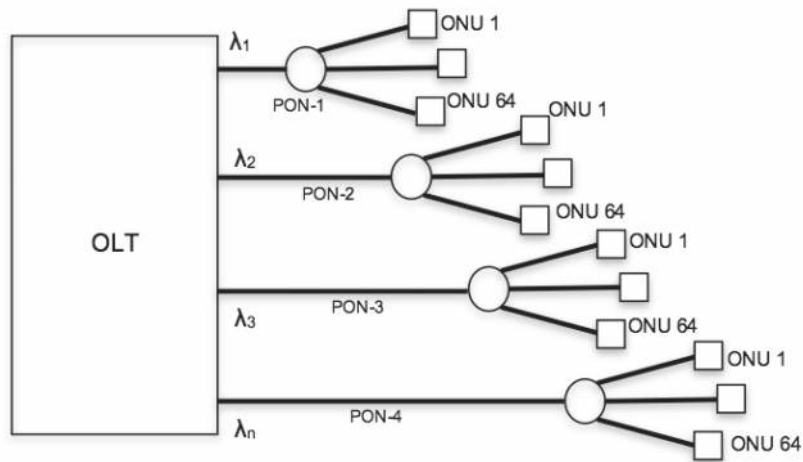 λ1
ONU 1
PON-1
ONU 64
ONU 1
λ2
PON-2
ONU 64
OLT
ONU 1
λ3
PON-3
ONU 64
ONU 1
λn
PON-4
ONU 64